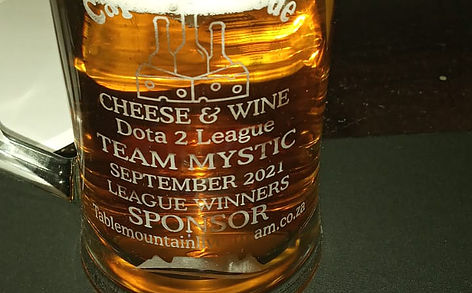 CHEESE & WINE
Dota 2 League
TEAM MYSTIC
SEPTEMBER 2021
LEAGUE WINNERS
SPONSOR